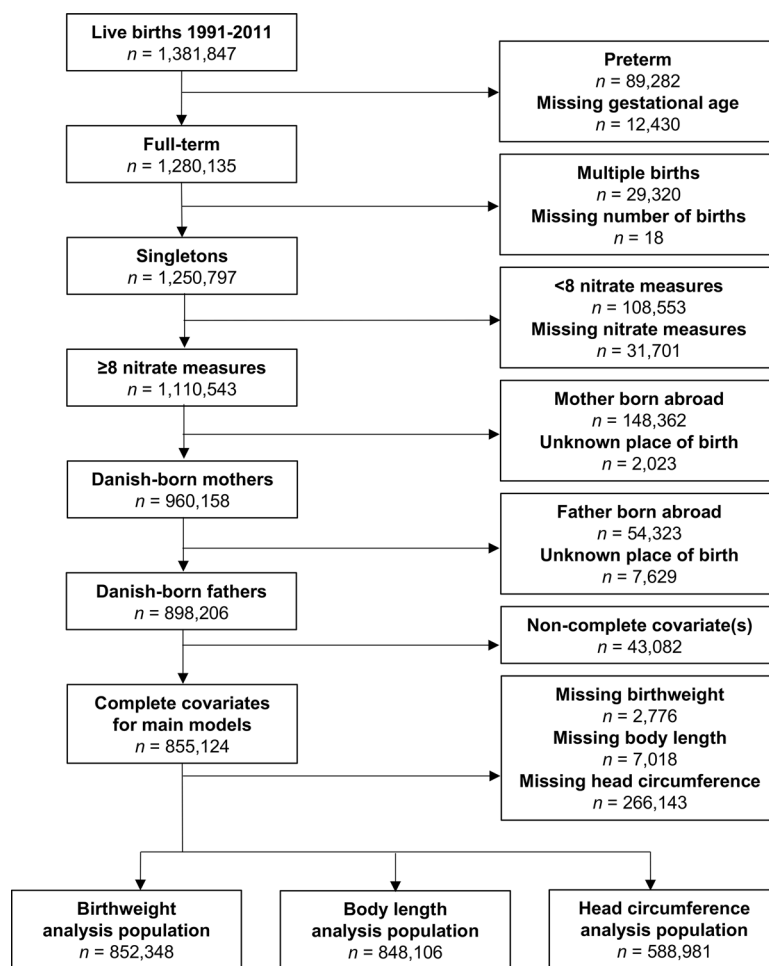 Live births 1991-2011
n = 1,381,847
Preterm
n = 89,282
Missing gestational age
n = 12,430
Full-term
n = 1,280,135
Multiple births
n = 29,320
Missing number of births
n = 18
Singletons
n = 1,250,797
<8 nitrate measures
n = 108,553
Missing nitrate measures
n = 31,701
≥8 nitrate measures
n = 1,110,543
Mother born abroad
n = 148,362
Unknown place of birth
n = 2,023
Danish-born mothers
n = 960,158
Father born abroad
n = 54,323
Unknown place of birth
n = 7,629
Danish-born fathers
n = 898,206
Non-complete covariate(s)
n = 43,082
Complete covariates
for main models
n = 855,124
Missing birthweight
n = 2,776
Missing body length
n = 7,018
Missing head circumference
n = 266,143
Birthweight
analysis population
n = 852,348
Body length
analysis population
n = 848,106
Head circumference
analysis population
n = 588,981